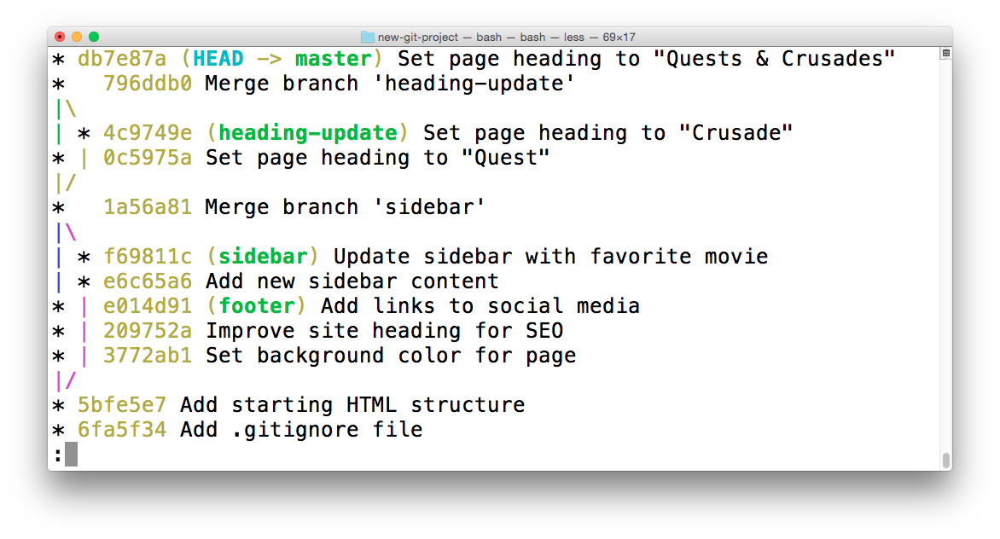 new-git-project — bash — bash — less — 69×17
* db7e87a (HEAD -> master) Set page heading to "Quests & Crusades"
*   796ddb0 Merge branch 'heading-update'
|\
| * 4c9749e (heading-update) Set page heading to "Crusade"
* | 0c5975a Set page heading to "Quest"
|/
*   1a56a81 Merge branch 'sidebar'
|\
| * f69811c (sidebar) Update sidebar with favorite movie
| * e6c65a6 Add new sidebar content
* | e014d91 (footer) Add links to social media
* | 209752a Improve site heading for SEO
* | 3772ab1 Set background color for page
|/
* 5bfe5e7 Add starting HTML structure
* 6fa5f34 Add .gitignore file
: